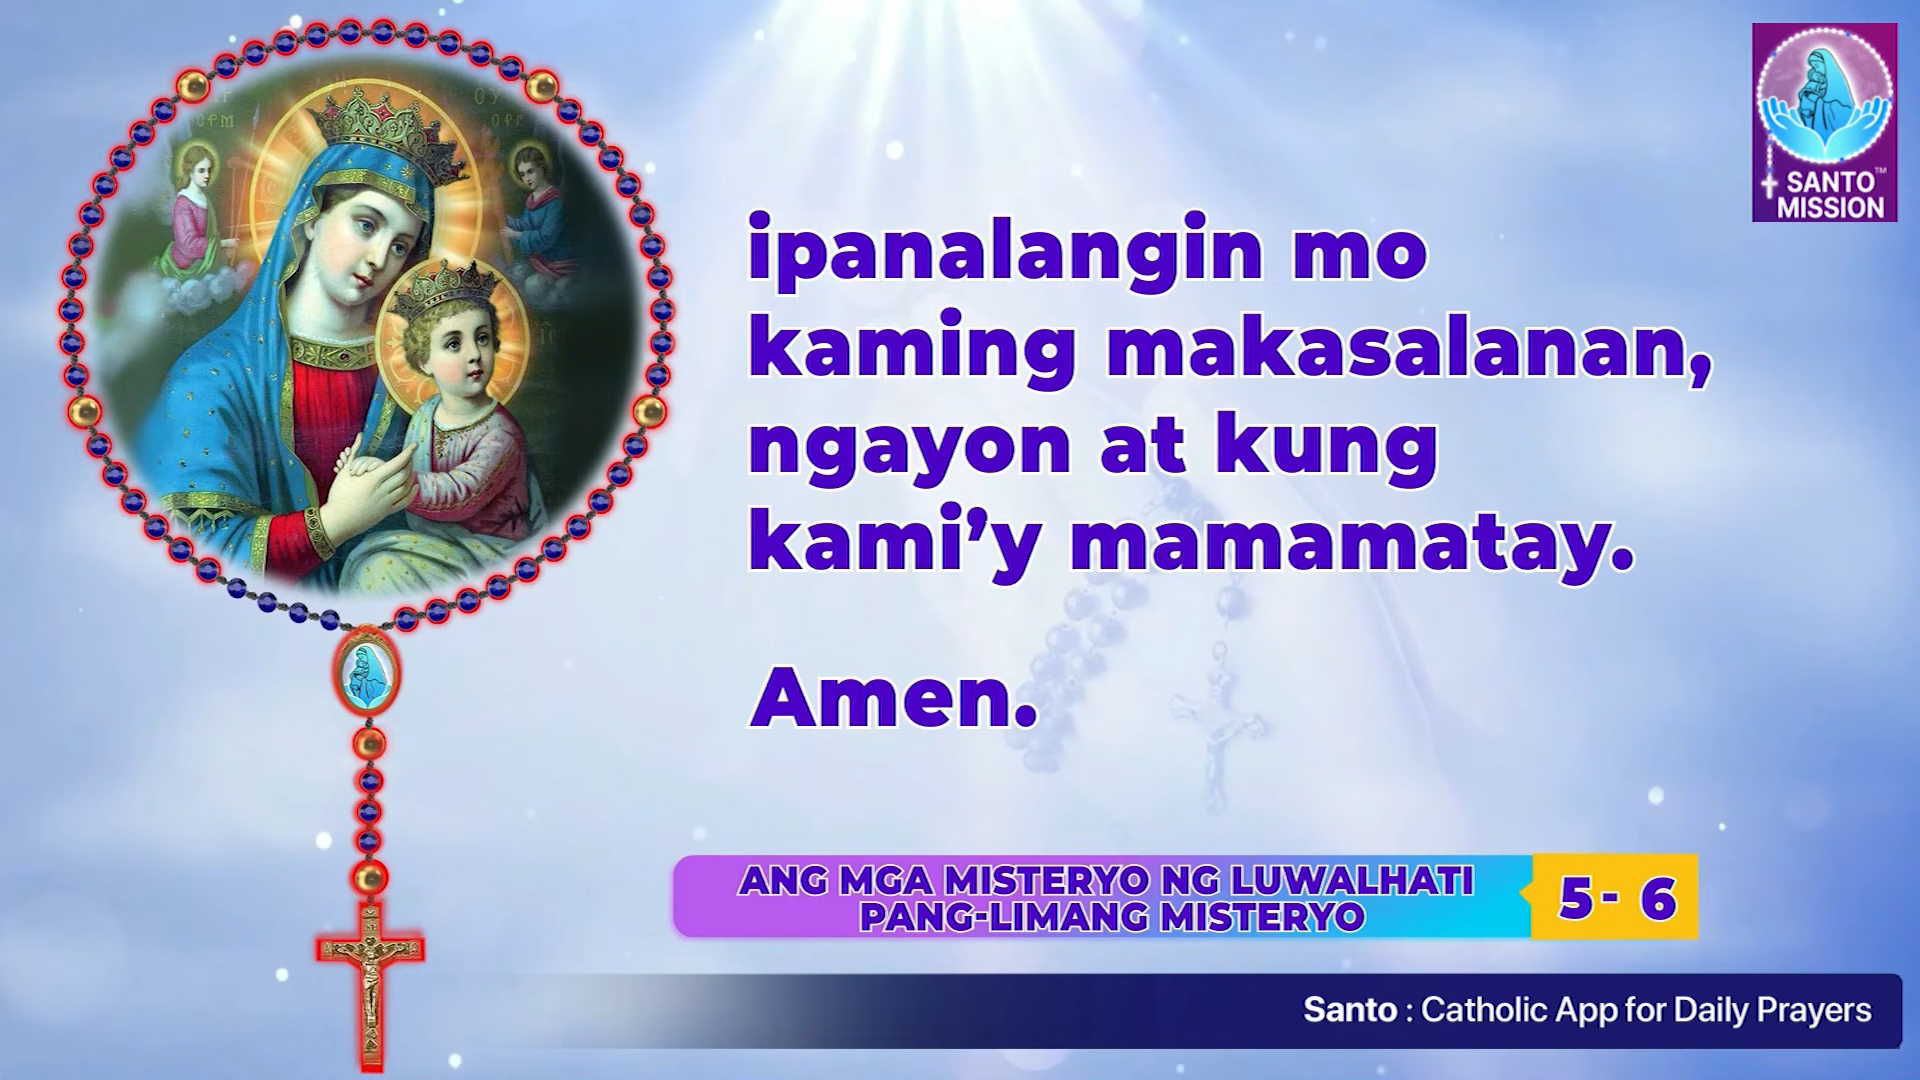 SANTO™
MISSION
ipanalangin mo
kaming makasalanan,
ngayon at kung
kami’y mamamatay.
Amen.
ANG MGA MISTERYO NG LUWALHATI
PANG-LIMANG MISTERYO
5- 6
Santo : Catholic App for Daily Prayers